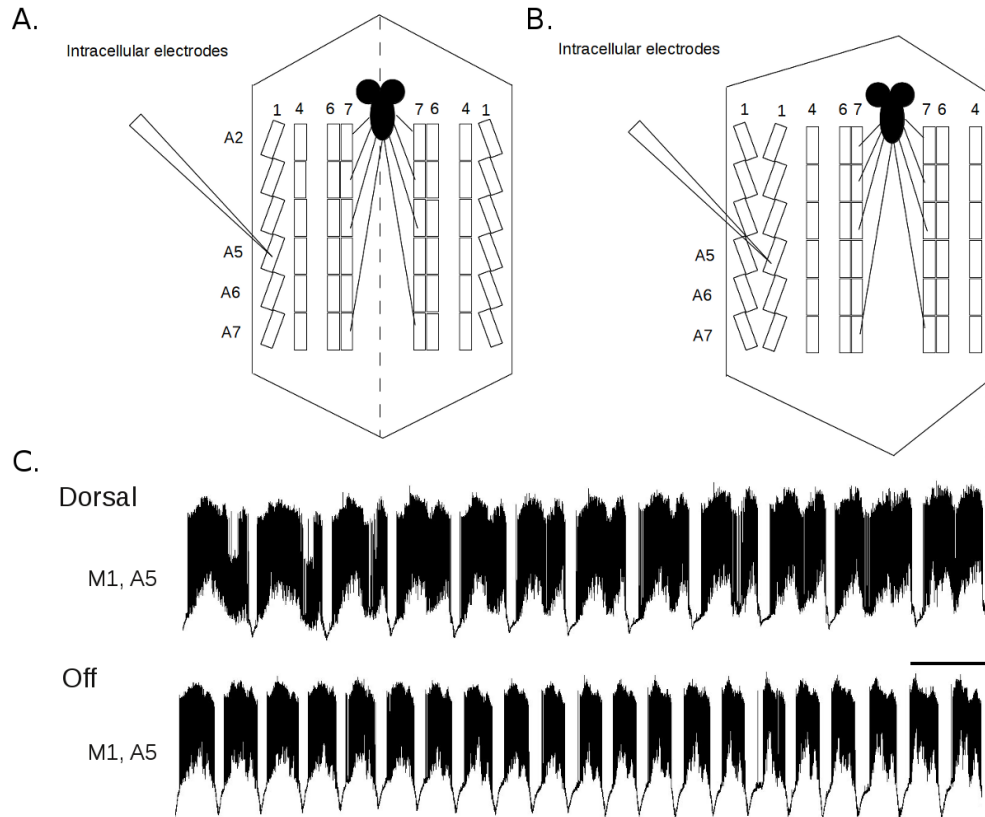 A.
Intracellular electrodes
1 4 6 7 7 6 4 1
A2
A5
A6
A7
B.
Intracellular electrodes
1 1 4 6 7 7 6 4
A5
A6
A7
C.
Dorsal
M1, A5
Off
M1, A5